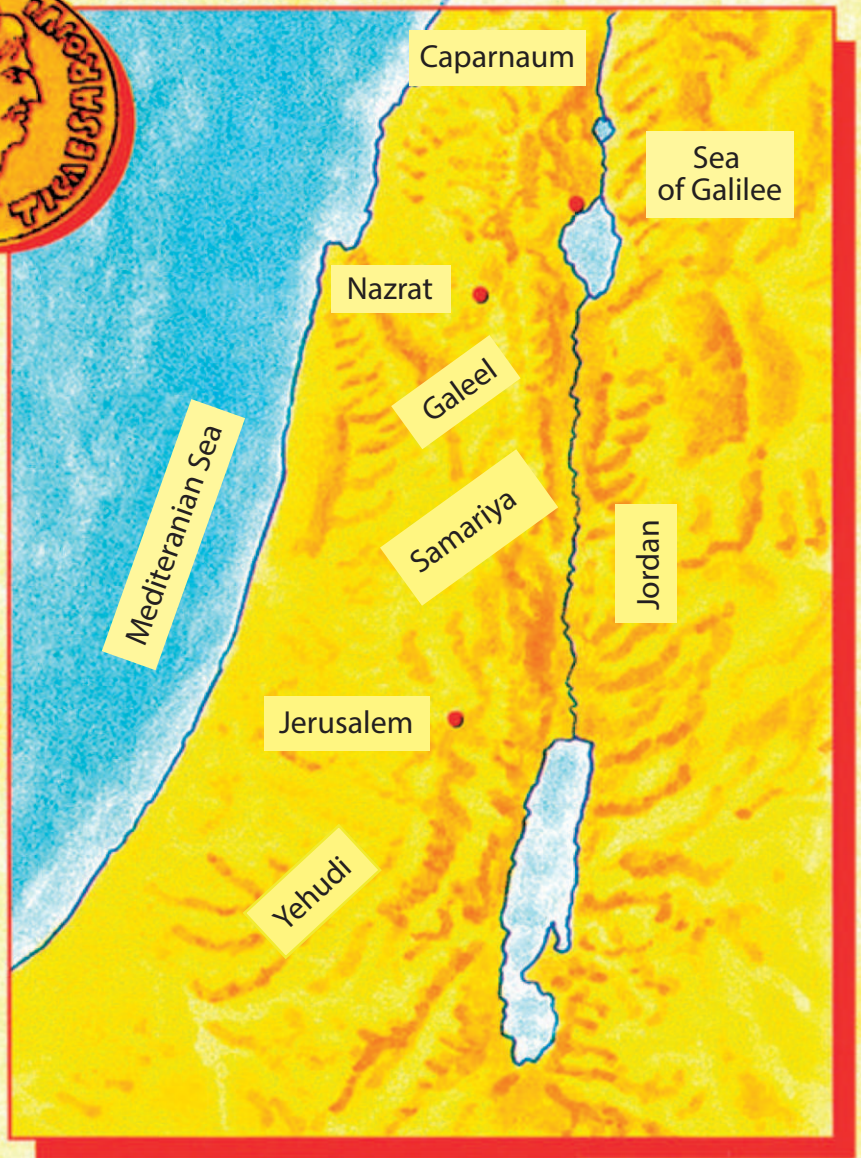 Caparnaum
Sea
of Galilee
Nazrat
Galeel
Mediteranian Sea
Samariya
Jordan
Jerusalem
Yehudi